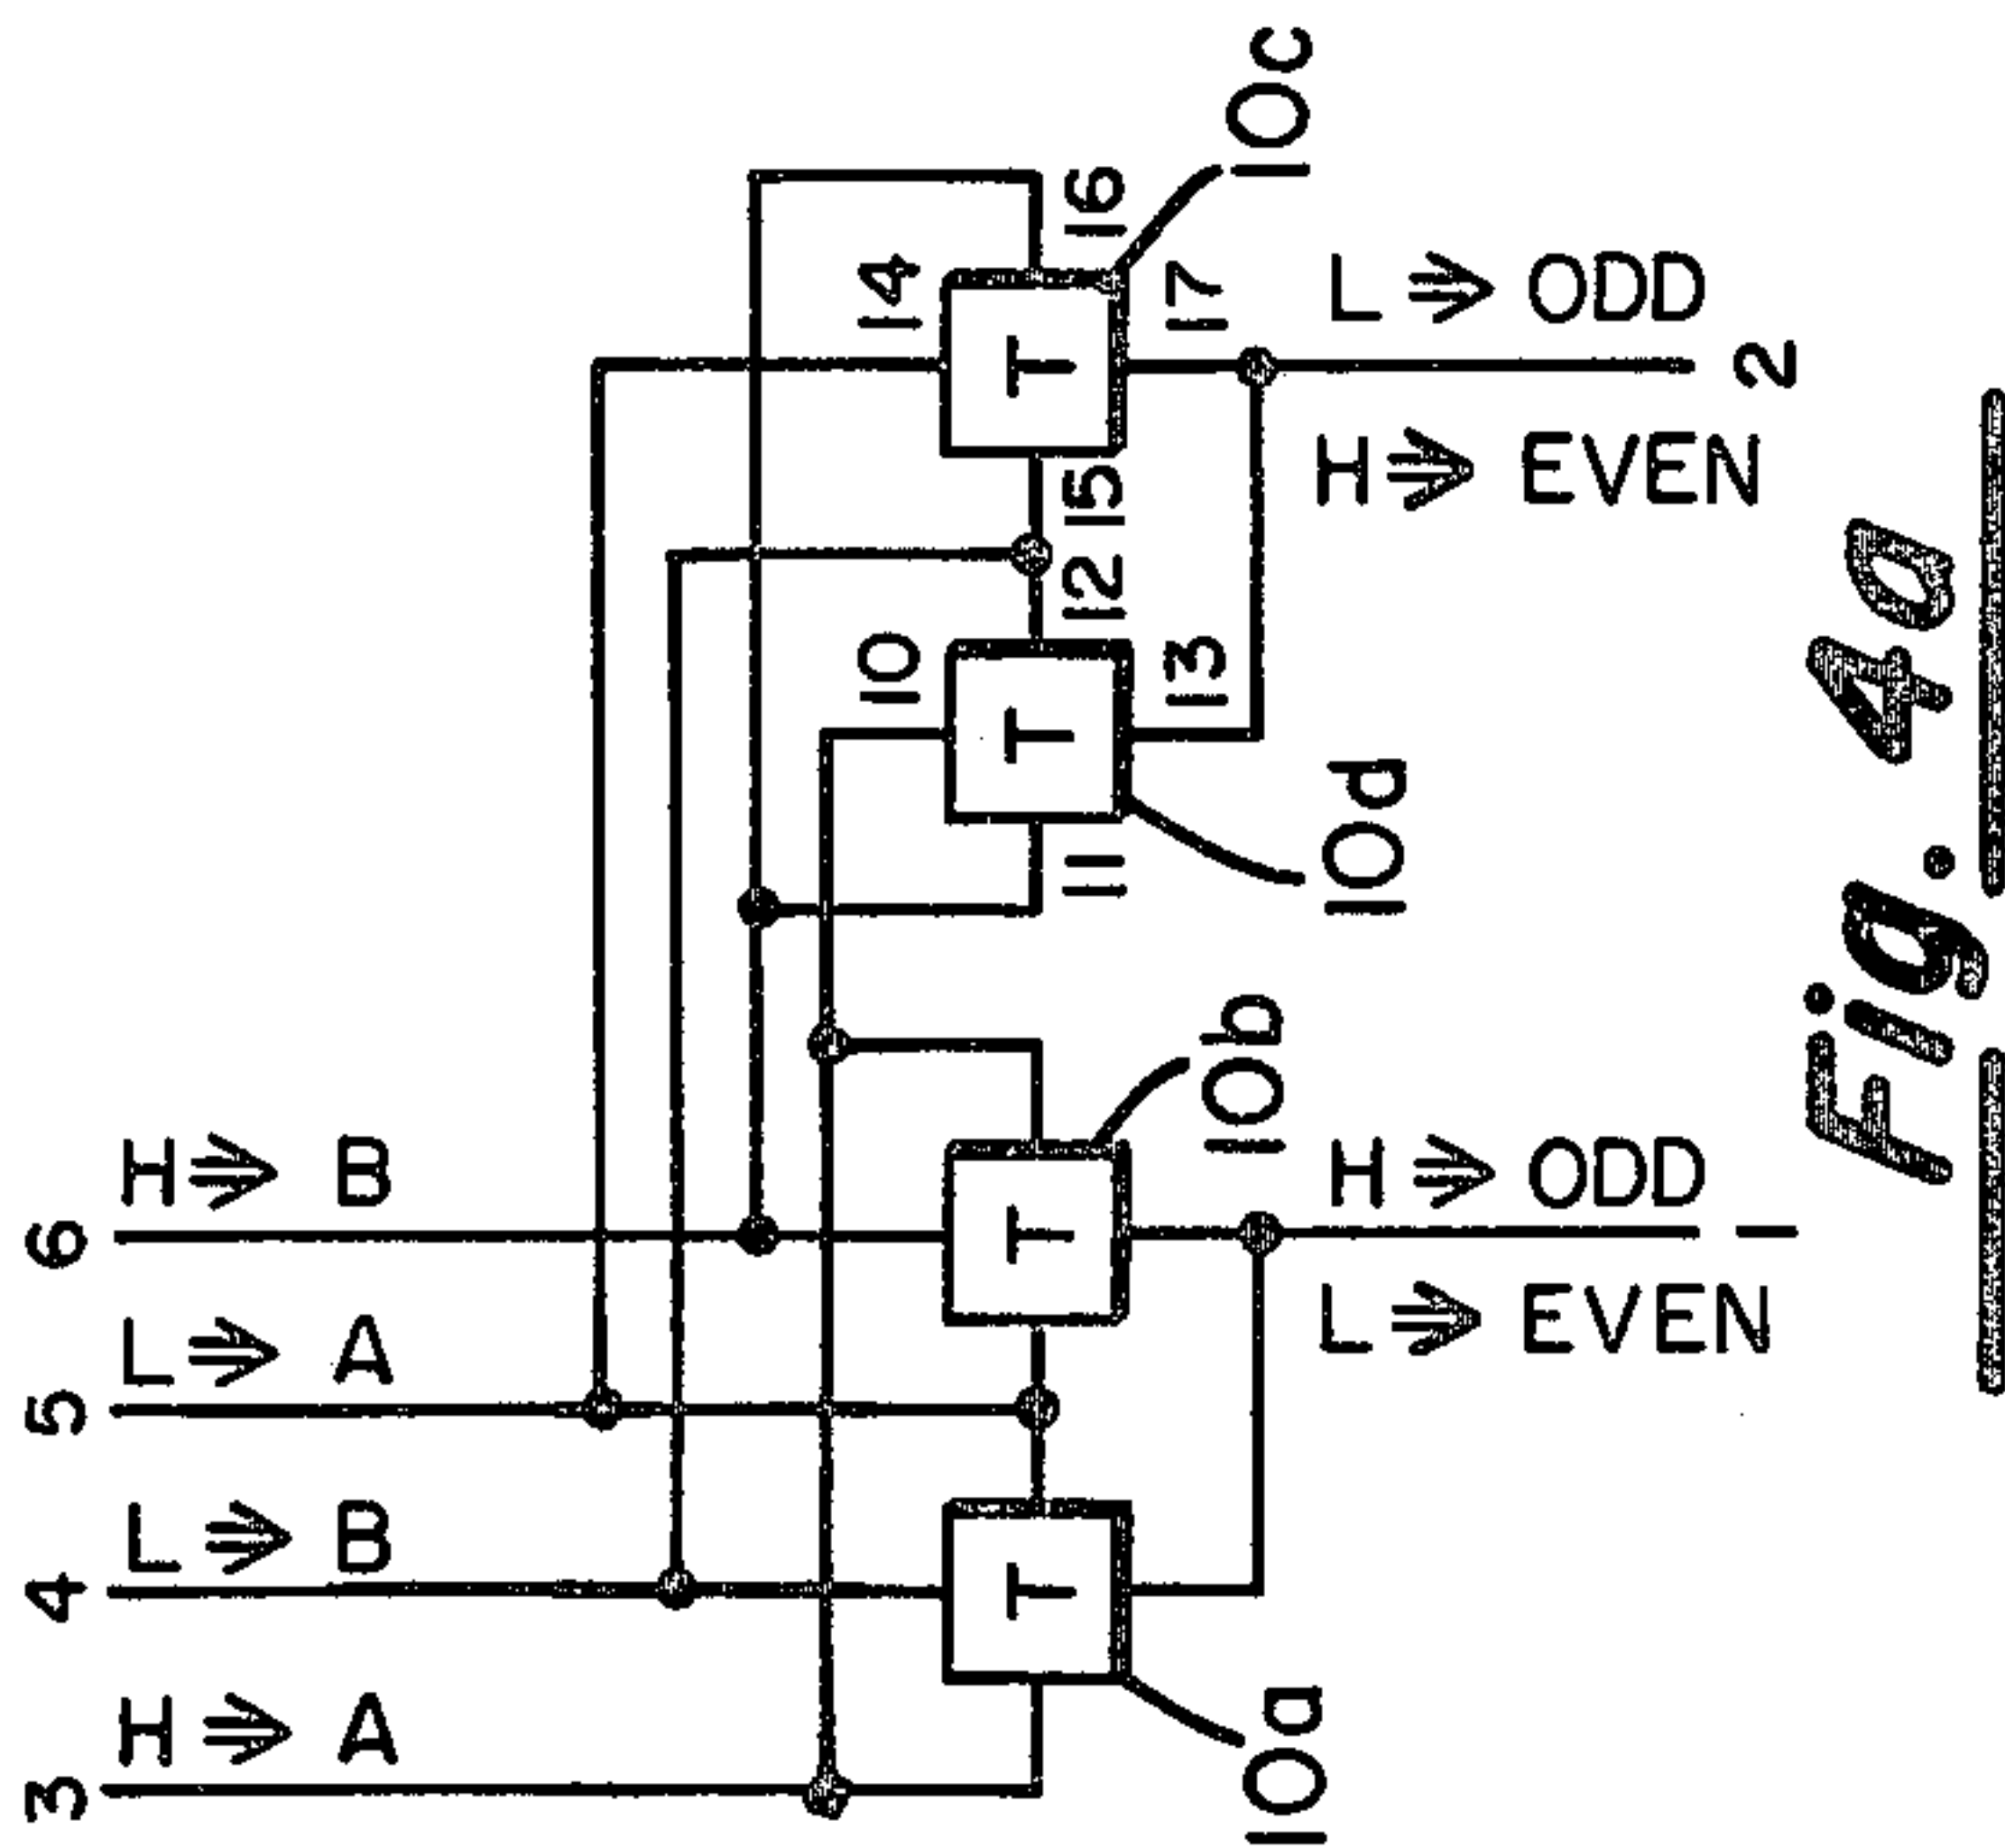 3 H⇛A
4 L⇛B
5 L⇛A
6 H⇛B
T
T
T
T
10
11
12
13
14
15
16
17
10a
10b
10d
10c
L⇛EVEN
H⇛ODD
1
H⇛EVEN
L⇛ODD
2
Fig. 4a